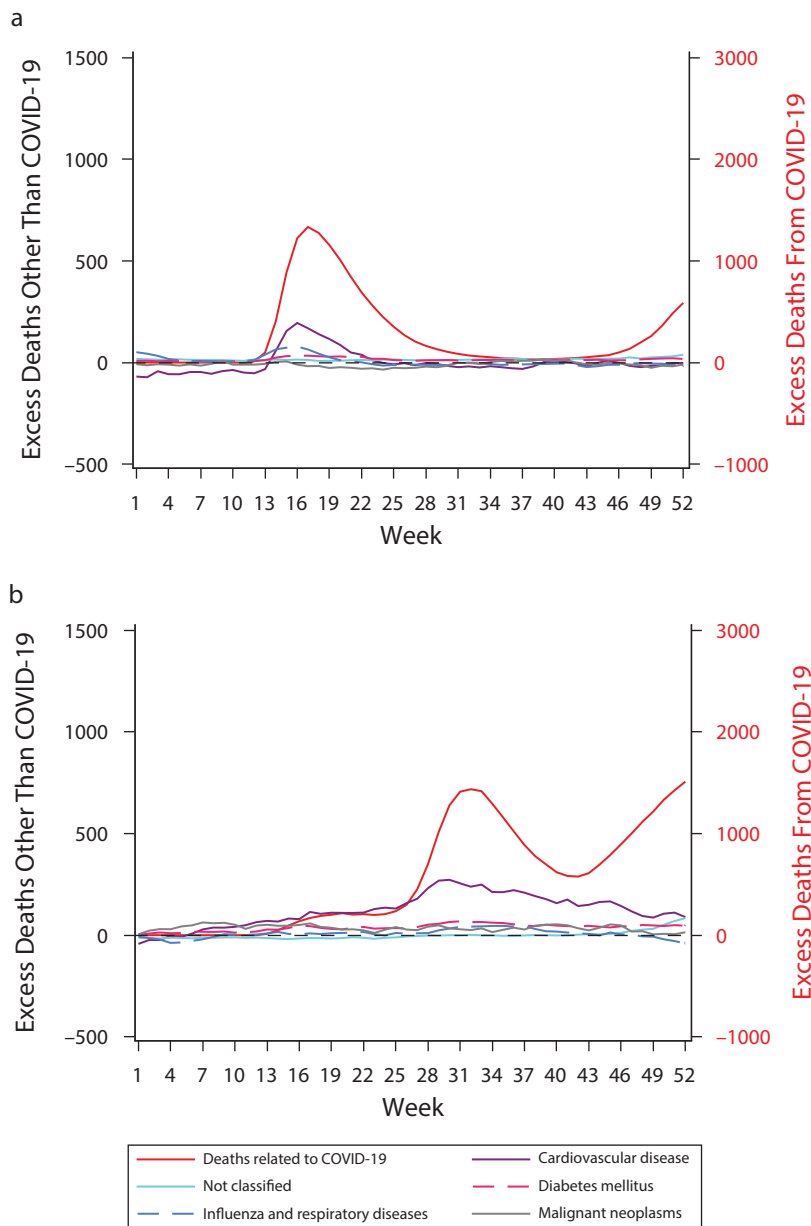 a
Excess Deaths Other Than COVID-19
1500
1000
500
0
–500
3000
2000
1000
0
–1000
Excess Deaths From COVID-19
1 4 7 10 13 16 19 22 25 28 31 34 37 40 43 46 49 52
Week
b
Excess Deaths Other Than COVID-19
1500
1000
500
0
–500
3000
2000
1000
0
–1000
Excess Deaths From COVID-19
1 4 7 10 13 16 19 22 25 28 31 34 37 40 43 46 49 52
Week
Deaths related to COVID-19
Cardiovascular disease
Not classified
Diabetes mellitus
Influenza and respiratory diseases
Malignant neoplasms